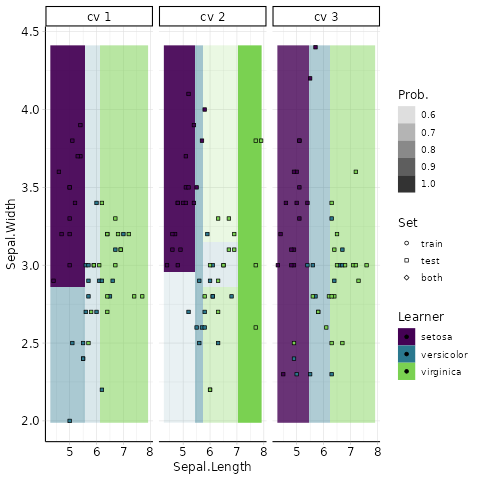 cv 1
cv 2
cv 3
4.5
4.0
3.5
3.0
2.5
2.0
Sepal.Width
5 6 7 8
5 6 7 8
5 6 7 8
Sepal.Length
Prob.
0.6
0.7
0.8
0.9
1.0
Set
train
test
both
Learner
setosa
versicolor
virginica